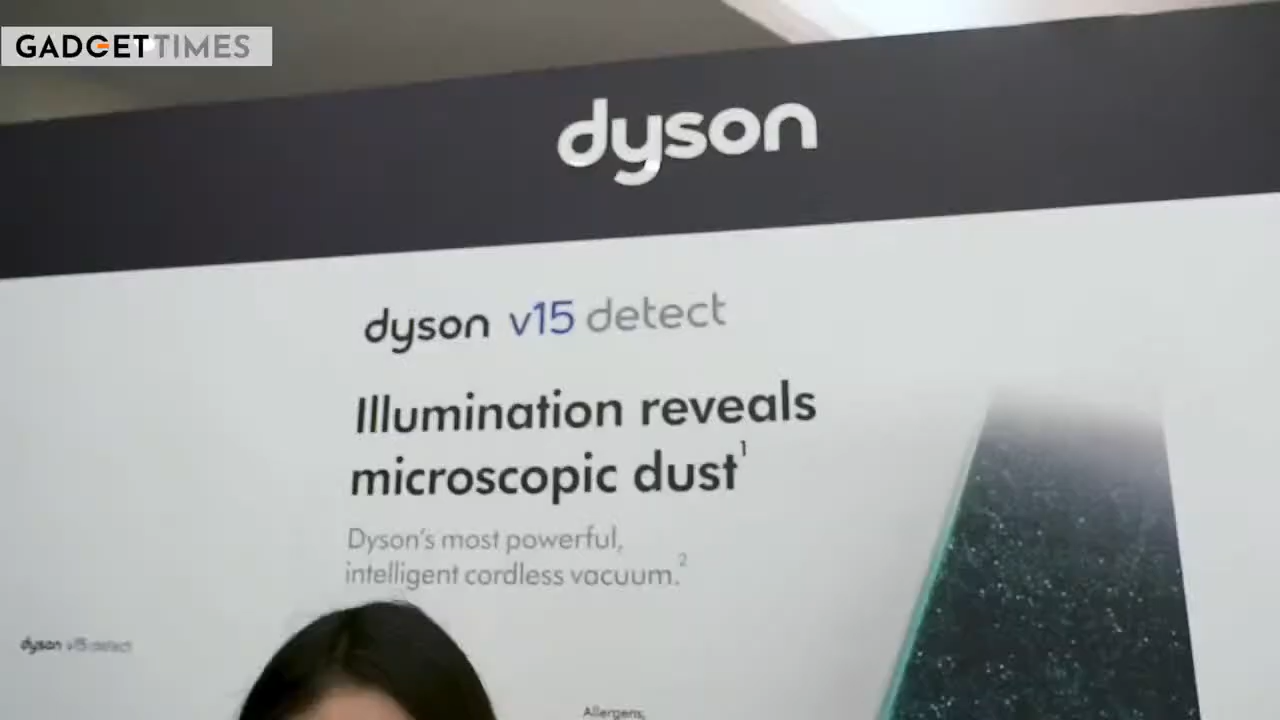 GADGETTIMES
dyson
dyson v15 detect
Illumination reveals
microscopic dust¹
Dyson's most powerful,
intelligent cordless vacuum.²
dyson v15 detect
Allergens,